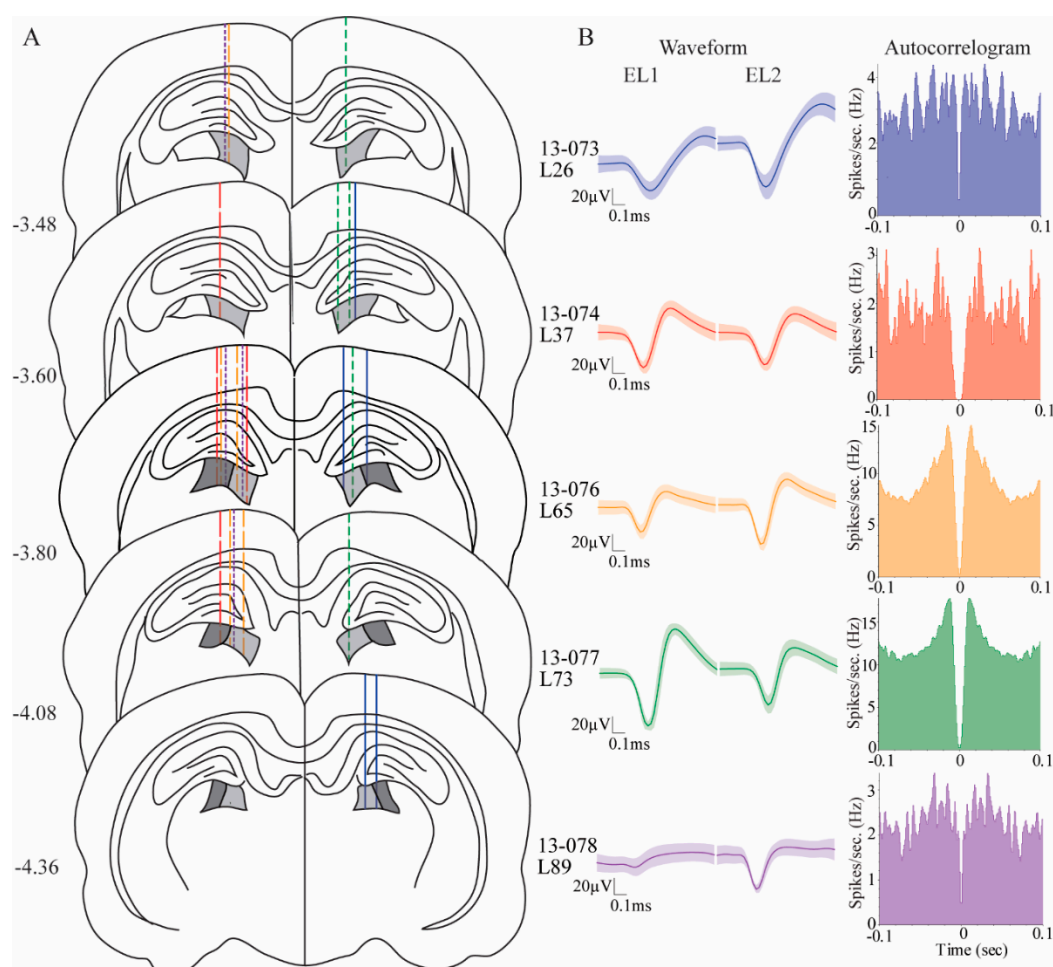 A
B
Waveform
Autocorrelogram
EL1
EL2
-3.48
-3.60
-3.80
-4.08
-4.36
13-073
L26
20µV
0.1ms
Spikes/sec. (Hz)
4
2
0
-0.1
0
0.1
13-074
L37
20µV
0.1ms
Spikes/sec. (Hz)
3
2
1
0
-0.1
0
0.1
13-076
L65
20µV
0.1ms
Spikes/sec. (Hz)
15
10
5
0
-0.1
0
0.1
13-077
L73
20µV
0.1ms
Spikes/sec. (Hz)
15
10
5
0
-0.1
0
0.1
13-078
L89
20µV
0.1ms
Spikes/sec. (Hz)
3
2
1
0
-0.1
0
0.1
Time (sec)